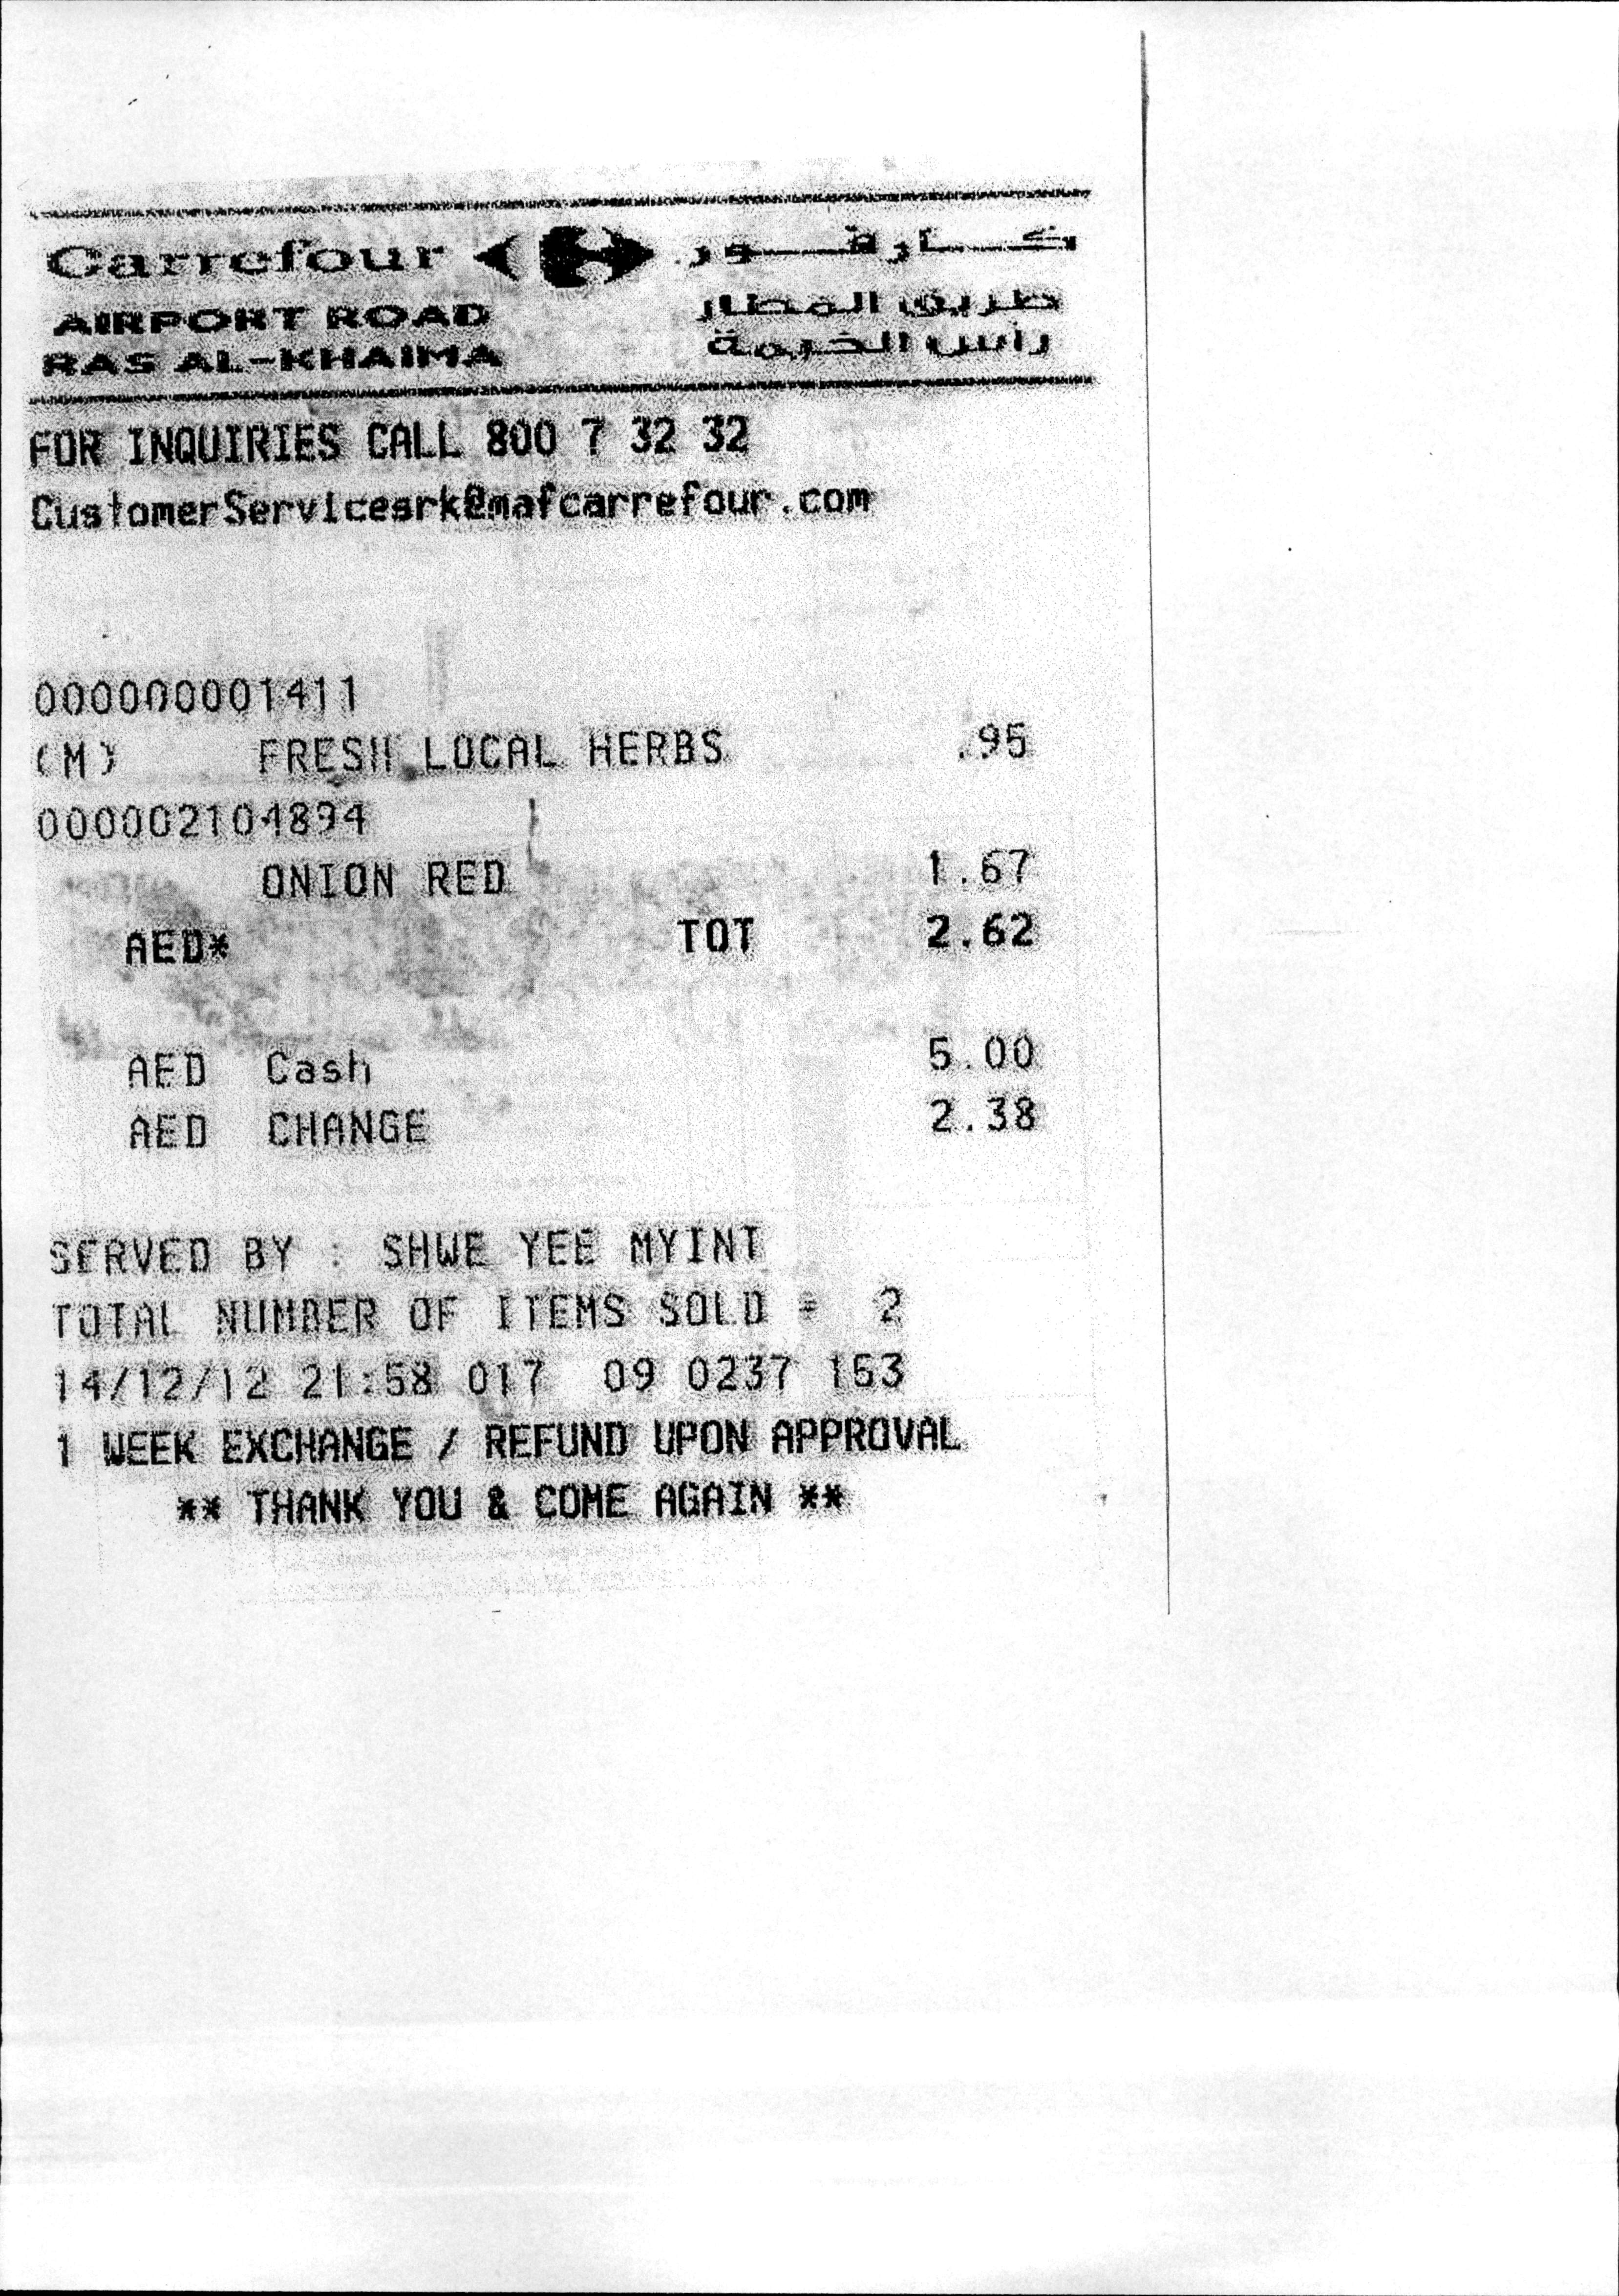 Carrefour كـــارفـــور
AIRPORT ROAD طريق المطار
RAS AL-KHAIMA رأس الخيمة
FOR INQUIRIES CALL 800 7 32 32
CustomerServicesrk@mafcarrefour.com
000000001411
(M) FRESH LOCAL HERBS .95
000002104894
ONION RED 1.67
AED* TOT 2.62
AED Cash 5.00
AED CHANGE 2.38
SERVED BY : SHWE YEE MYINT
TOTAL NUMBER OF ITEMS SOLD = 2
14/12/12 21:58 017 09 0237 153
1 WEEK EXCHANGE / REFUND UPON APPROVAL
** THANK YOU & COME AGAIN **